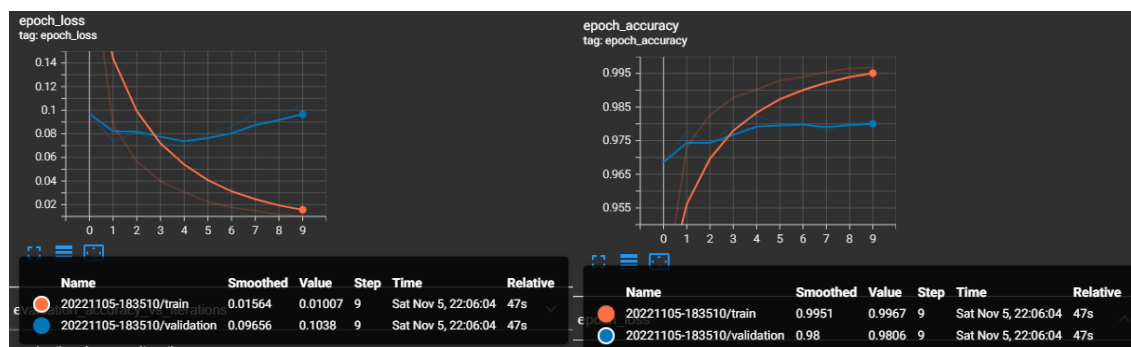 epoch_loss
tag: epoch_loss
0.14
0.12
0.1
0.08
0.06
0.04
0.02
0 1 2 3 4 5 6 7 8 9
Name Smoothed Value Step Time Relative
20221105-183510/train 0.01564 0.01007 9 Sat Nov 5, 22:06:04 47s
evaluation_accuracy_vs_iterations
20221105-183510/validation 0.09656 0.1038 9 Sat Nov 5, 22:06:04 47s
epoch_accuracy
tag: epoch_accuracy
0.995
0.985
0.975
0.965
0.955
0 1 2 3 4 5 6 7 8 9
Name Smoothed Value Step Time Relative
20221105-183510/train 0.9951 0.9967 9 Sat Nov 5, 22:06:04 47s
epoch_loss
20221105-183510/validation 0.98 0.9806 9 Sat Nov 5, 22:06:04 47s